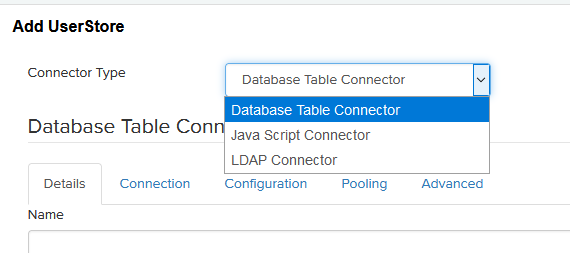 Add UserStore
Connector Type
Database Table Connector
Database Table Connector
Java Script Connector
LDAP Connector
Database Table Conn
Details Connection Configuration Pooling Advanced
Name